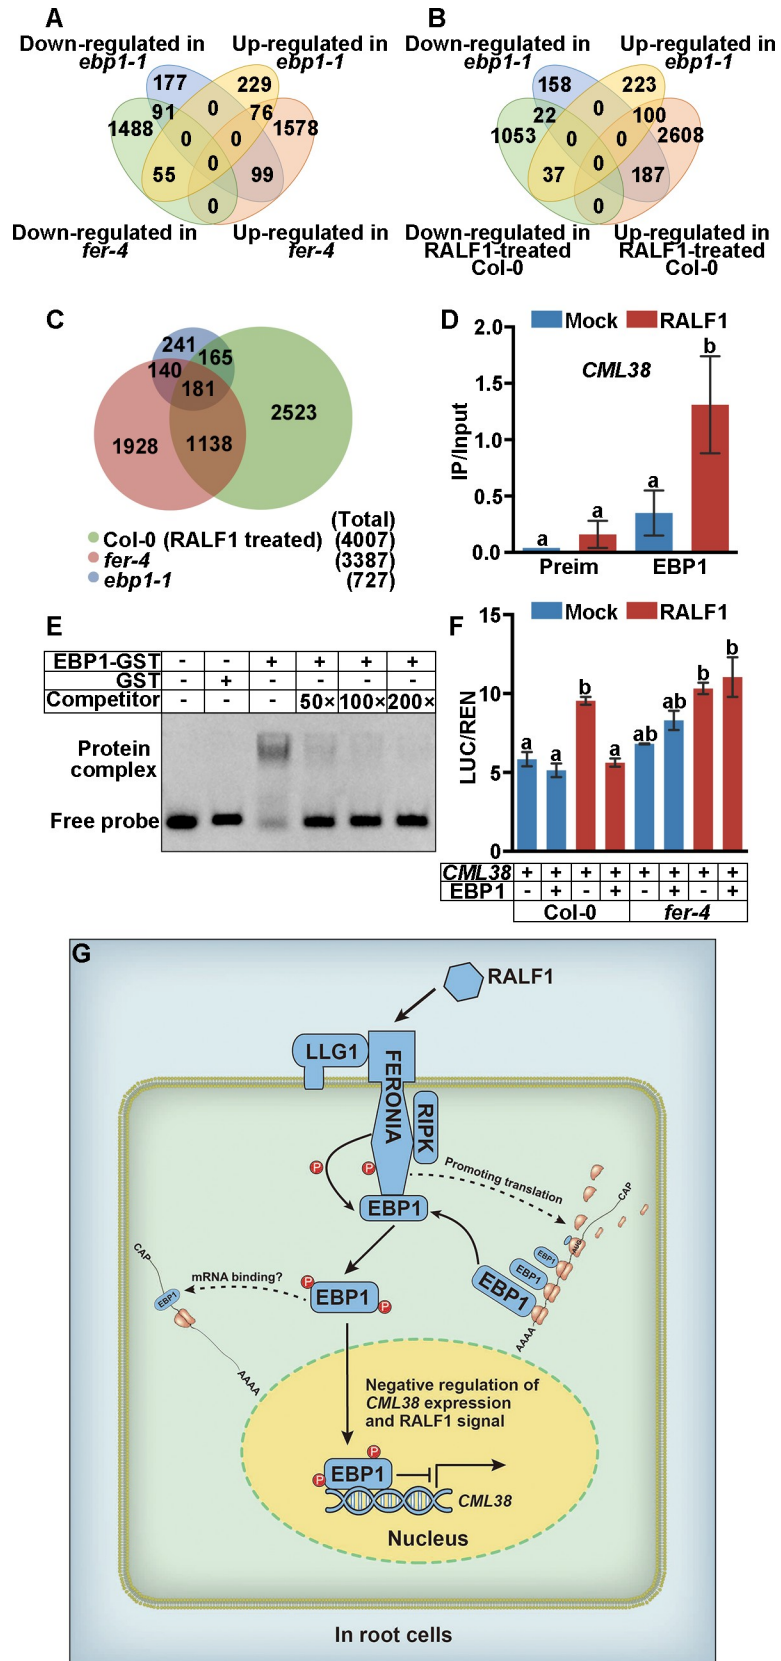 A
Down-regulated in ebp1-1
Up-regulated in ebp1-1
177
229
91
0
76
1488
0
0
1578
0
55
99
0
Down-regulated in fer-4
Up-regulated in fer-4
B
Down-regulated in ebp1-1
Up-regulated in ebp1-1
158
223
22
0
100
1053
0
0
2608
0
37
187
0
Down-regulated in RALF1-treated Col-0
Up-regulated in RALF1-treated Col-0
C
241
165
140
181
2523
1928
1138
(Total)
Col-0 (RALF1 treated) (4007)
fer-4 (3387)
ebp1-1 (727)
D
Mock RALF1
CML38
IP/Input
2.0
1.5
1.0
0.5
0.0
a
a
a
b
Preim EBP1
E
EBP1-GST - - + + + +
GST - + - - - -
Competitor - - - 50× 100× 200×
Protein complex
Free probe
F
Mock RALF1
LUC/REN
15
10
5
0
a
a
b
a
ab
ab
b
b
CML38 + + + + + + + +
EBP1 - + - + - + - +
Col-0 fer-4
G
RALF1
LLG1
FERONIA
RIPK
P
P
Promoting translation
EBP1
CAP
AUG
EBP1
EBP1
EBP1
AAAA
CAP
mRNA binding?
EBP1
P
EBP1
P
AAAA
Negative regulation of
CML38 expression
and RALF1 signal
P
EBP1
P
CML38
Nucleus
In root cells